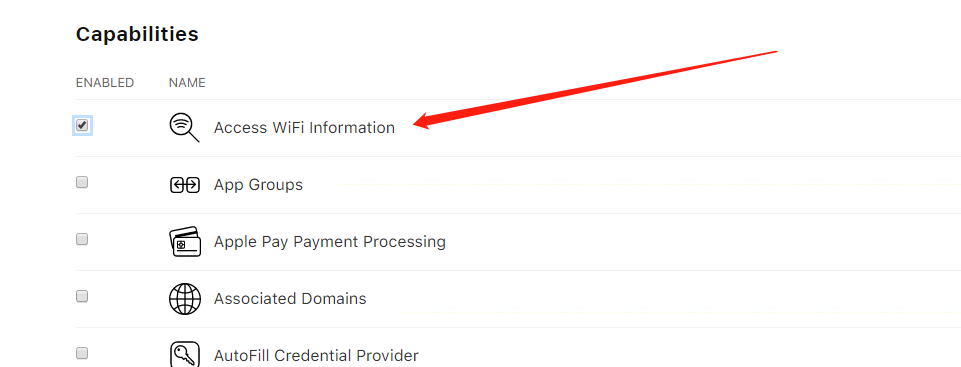 Capabilities
ENABLED NAME
Access WiFi Information
App Groups
Apple Pay Payment Processing
Associated Domains
AutoFill Credential Provider